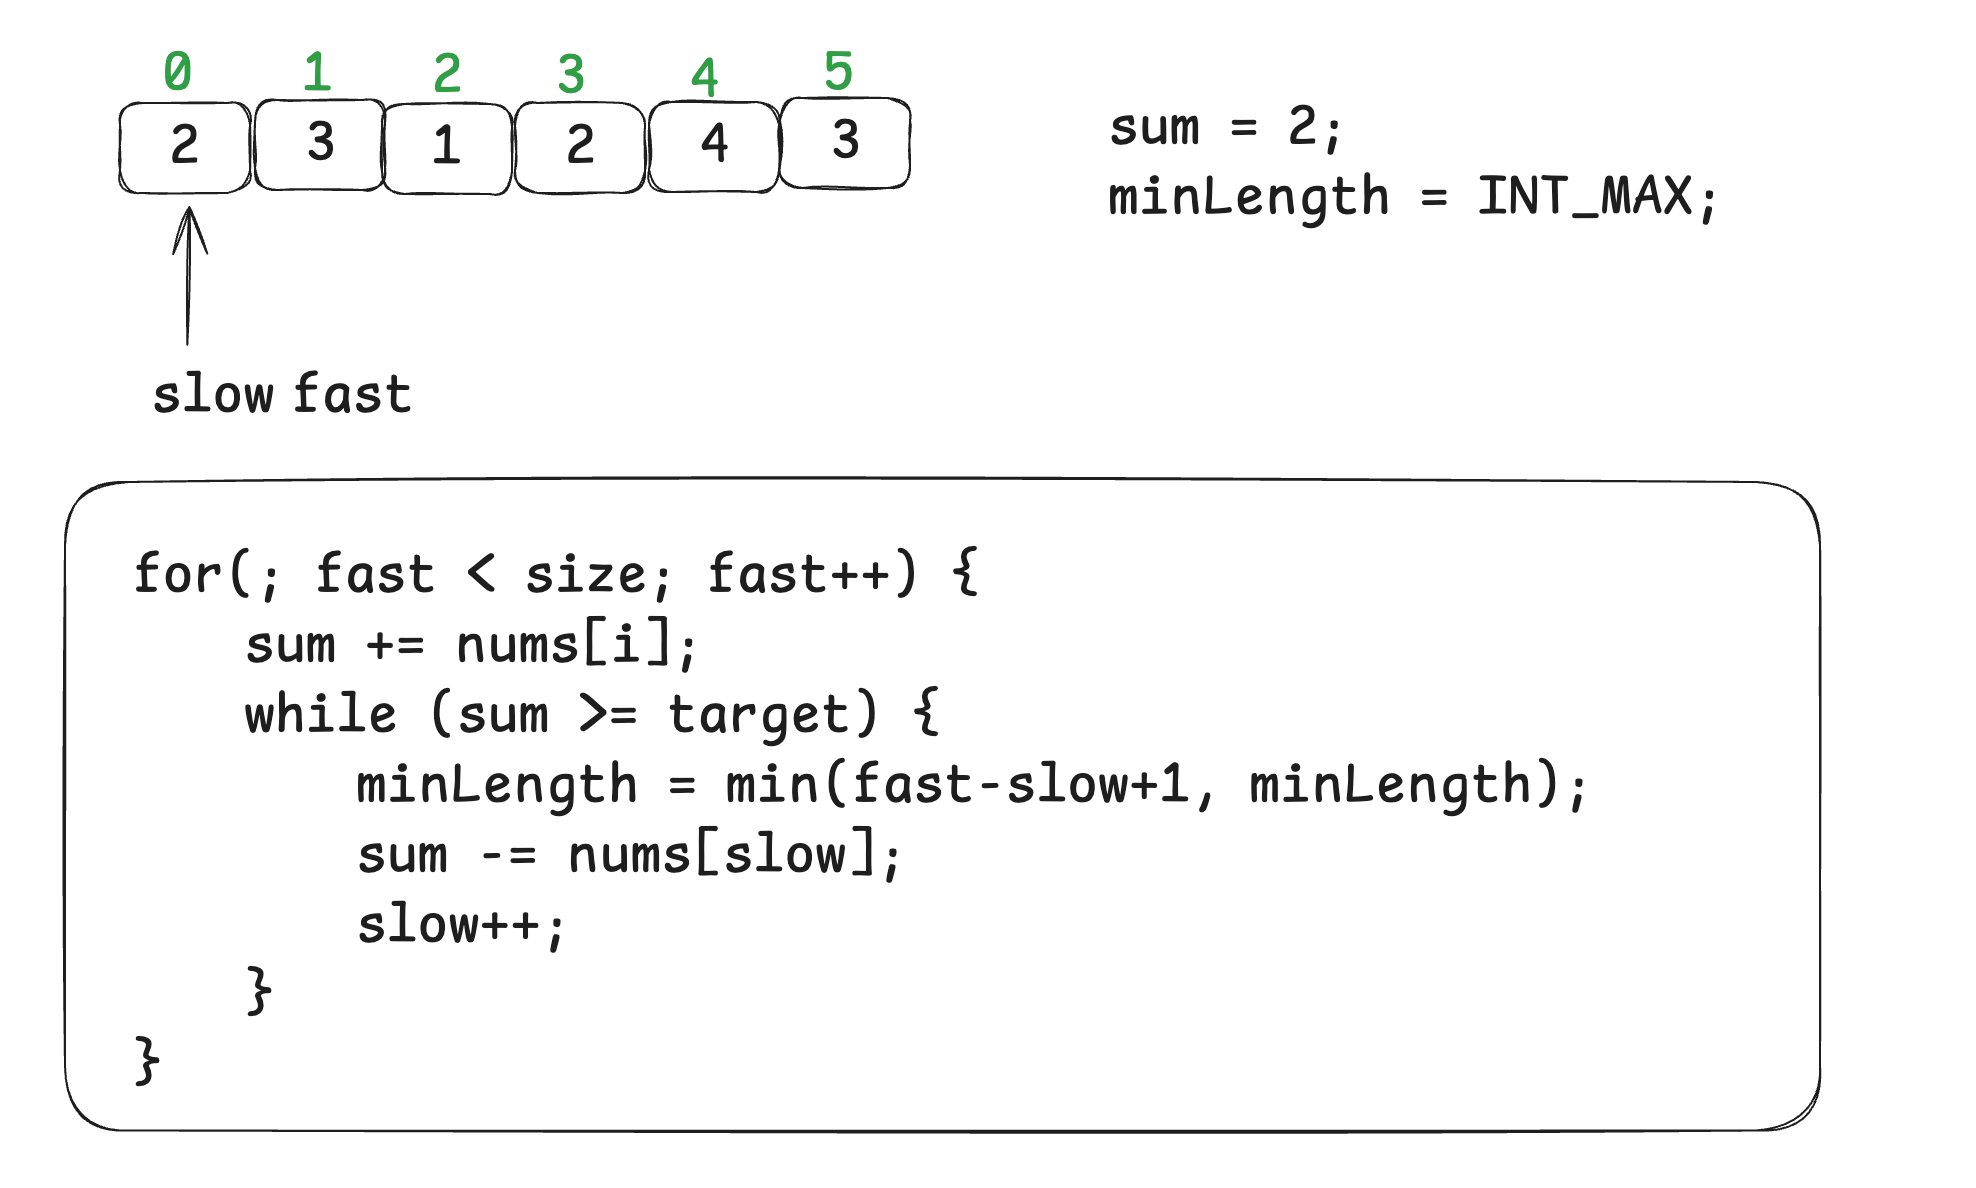 0 1 2 3 4 5
2 3 1 2 4 3
sum = 2;
minLength = INT_MAX;
slow fast
for(; fast < size; fast++) {
    sum += nums[i];
    while (sum >= target) {
        minLength = min(fast-slow+1, minLength);
        sum -= nums[slow];
        slow++;
    }
}